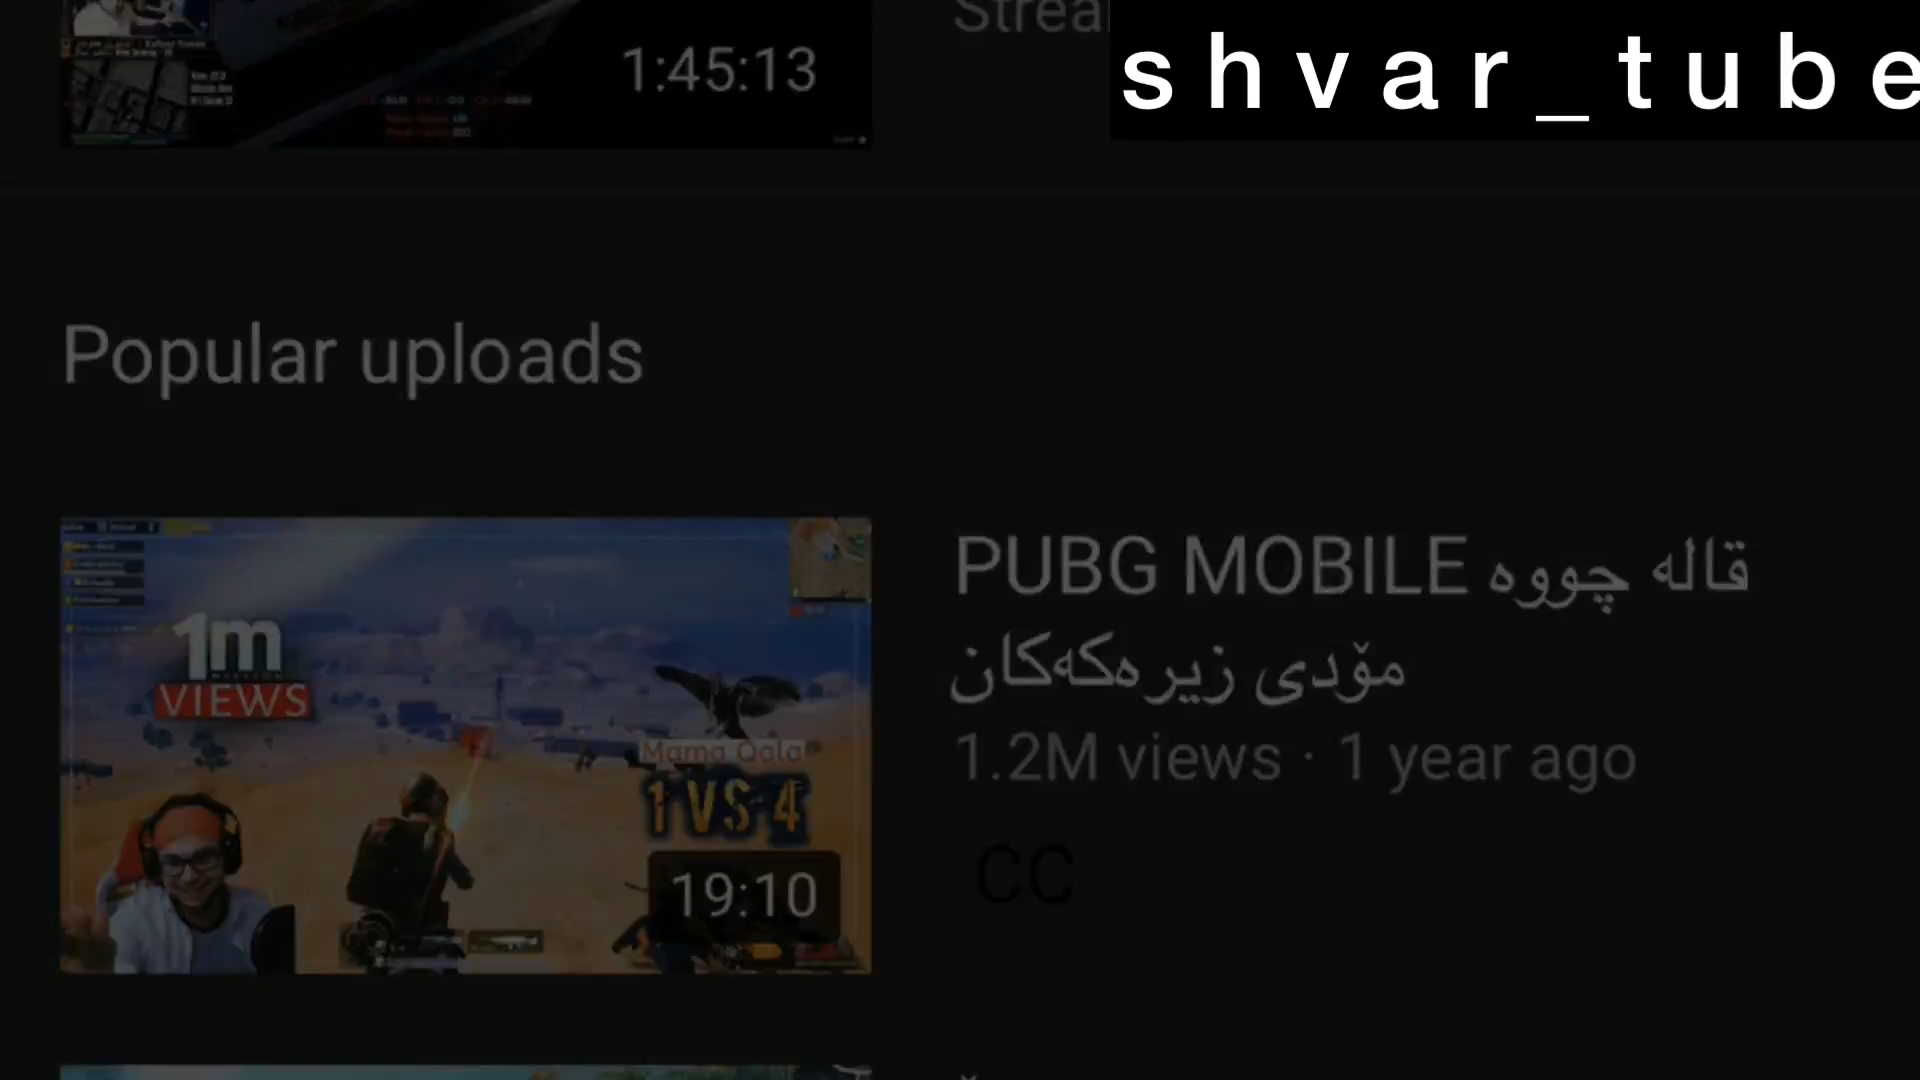 1:45:13
shvar_tube
Popular uploads
1m
VIEWS
Mama Qala
1 VS 4
19:10
PUBG MOBILE قاله چووه
مۆدی زیرەکەکان
1.2M views · 1 year ago
CC